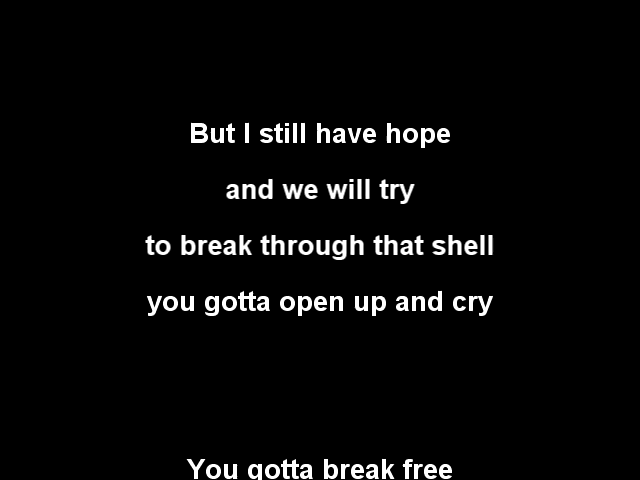 But I still have hope
and we will try
to break through that shell
you gotta open up and cry
You gotta break free